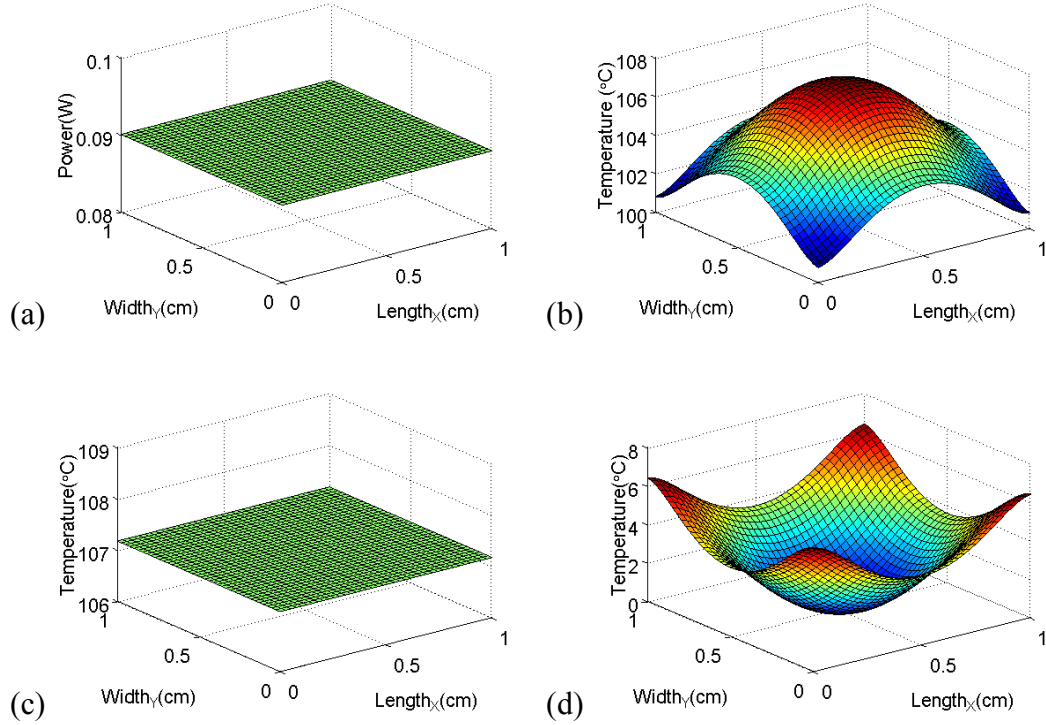 0.1
0.09
0.08
Power(W)
1
0.5
0
0
0.5
1
Width_Y(cm)
Length_X(cm)
(a)
108
106
104
102
100
Temperature (°C)
1
0.5
0
0
0.5
1
Width_Y(cm)
Length_X(cm)
(b)
109
108
107
106
Temperature(°C)
1
0.5
0
0
0.5
1
Width_Y(cm)
Length_X(cm)
(c)
8
6
4
2
0
Temperature(°C)
1
0.5
0
0
0.5
1
Width_Y(cm)
Length_X(cm)
(d)